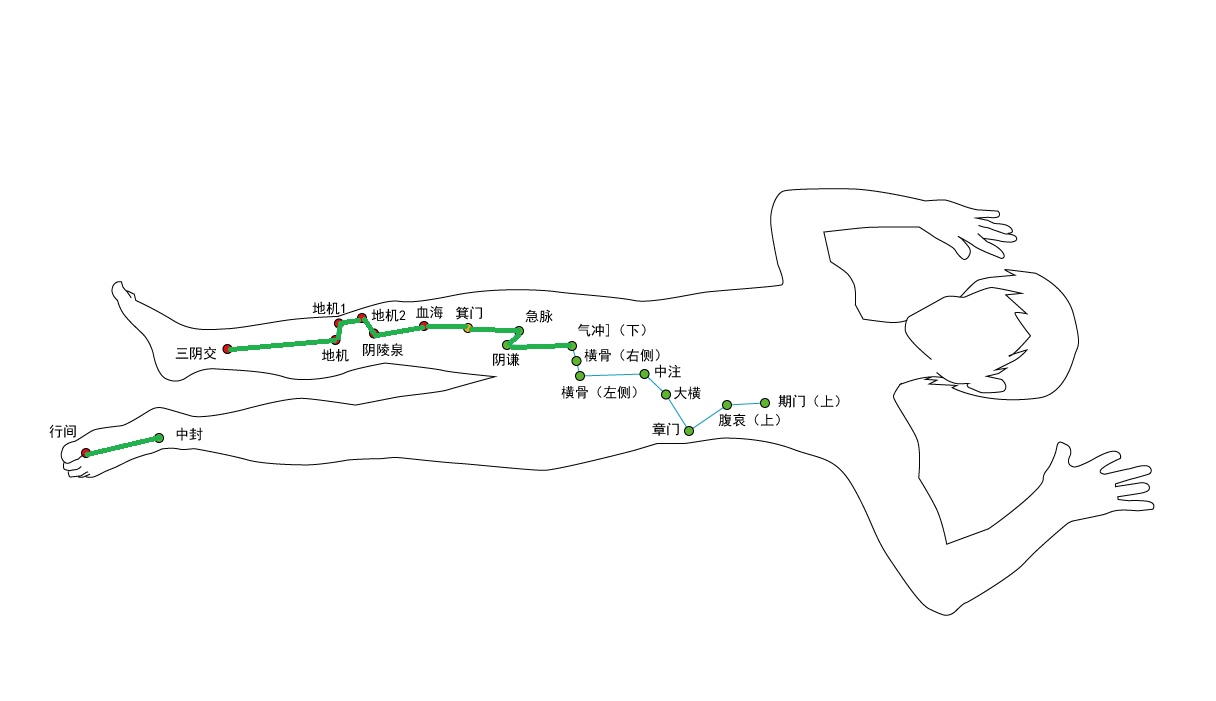 地机1
地机2
血海
箕门
急脉
气冲］（下）
三阴交
地机
阴陵泉
阴谦
横骨（右侧）
中注
横骨（左侧）
大横
期门（上）
腹哀（上）
章门
行间
中封